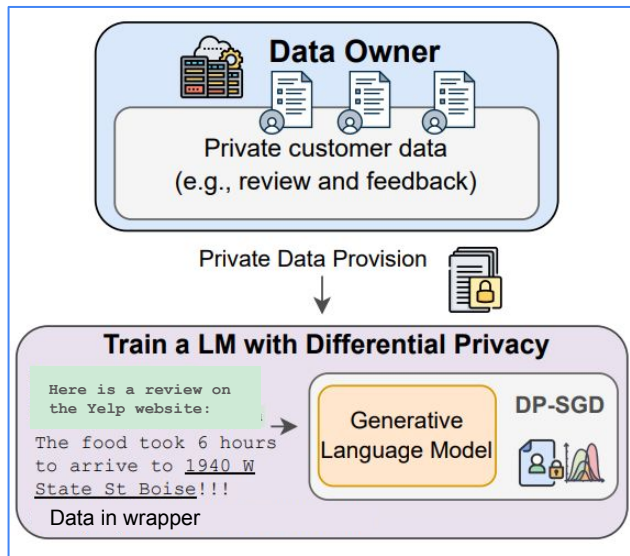 Data Owner
Private customer data
(e.g., review and feedback)
Private Data Provision
Train a LM with Differential Privacy
Here is a review on
the Yelp website:
The food took 6 hours
to arrive to 1940 W
State St Boise!!!
Data in wrapper
Generative
Language Model
DP-SGD